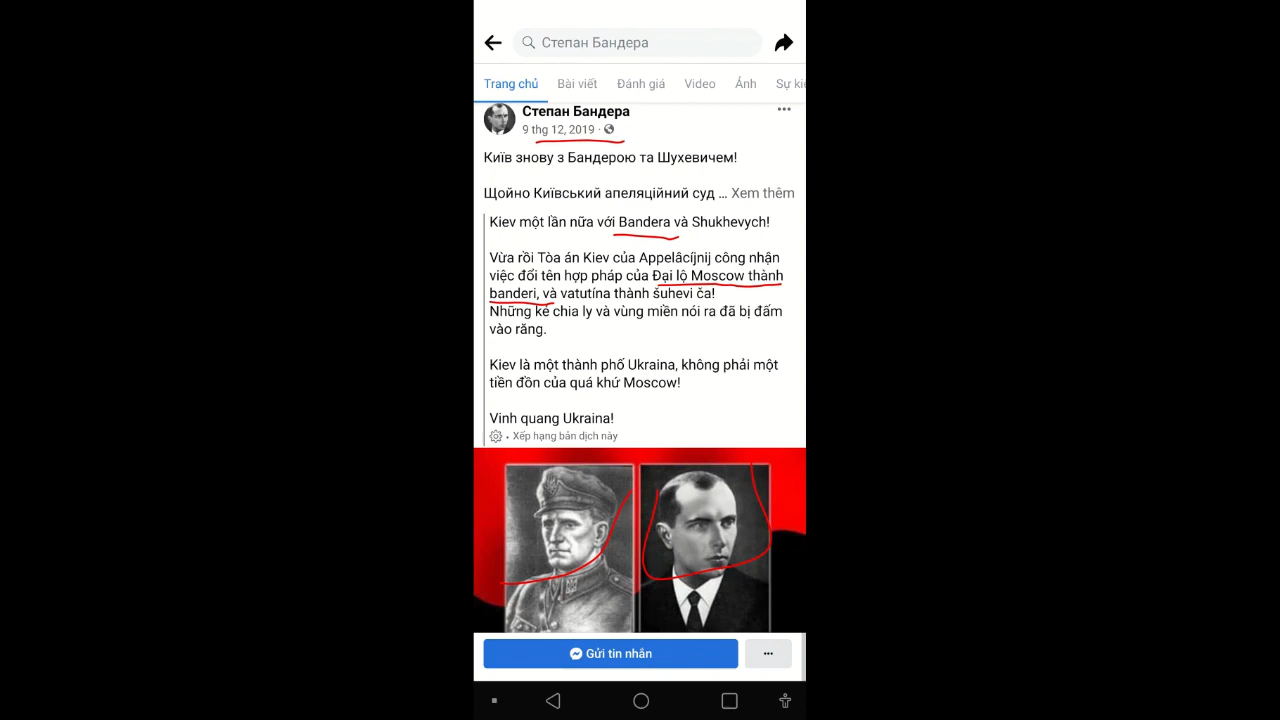 Степан Бандера
Trang chủ Bài viết Đánh giá Video Ảnh Sự kiệ
Степан Бандера
9 thg 12, 2019 ·
Київ знову з Бандерою та Шухевичем!
Щойно Київський апеляційний суд ... Xem thêm
Kiev một lần nữa với Bandera và Shukhevych!
Vừa rồi Tòa án Kiev của Appelâcíjnij công nhận
việc đổi tên hợp pháp của Đại lộ Moscow thành
banderi, và vatutína thành šuhevi ča!
Những kẻ chia ly và vùng miền nói ra đã bị đấm
vào răng.
Kiev là một thành phố Ukraina, không phải một
tiền đồn của quá khứ Moscow!
Vinh quang Ukraina!
· Xếp hạng bản dịch này
Gửi tin nhắn